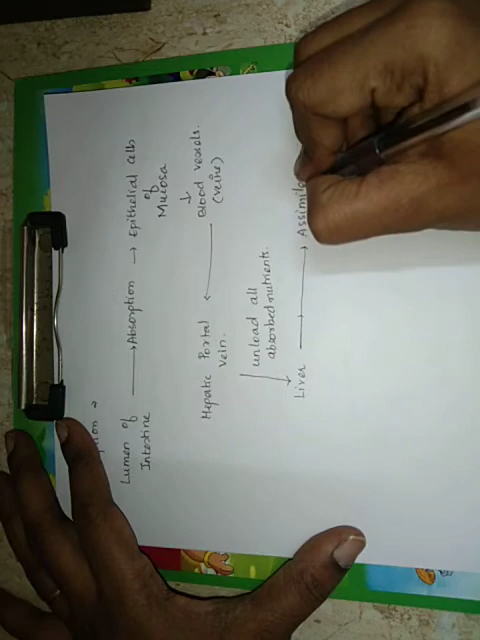 Lumen of → Absorption → Epithelial cells
Intestine
of
Mucosa
↓
Blood vessels.
(veins)
Hepatic Portal
vein.
unload all
absorbed nutrients.
Liver → →